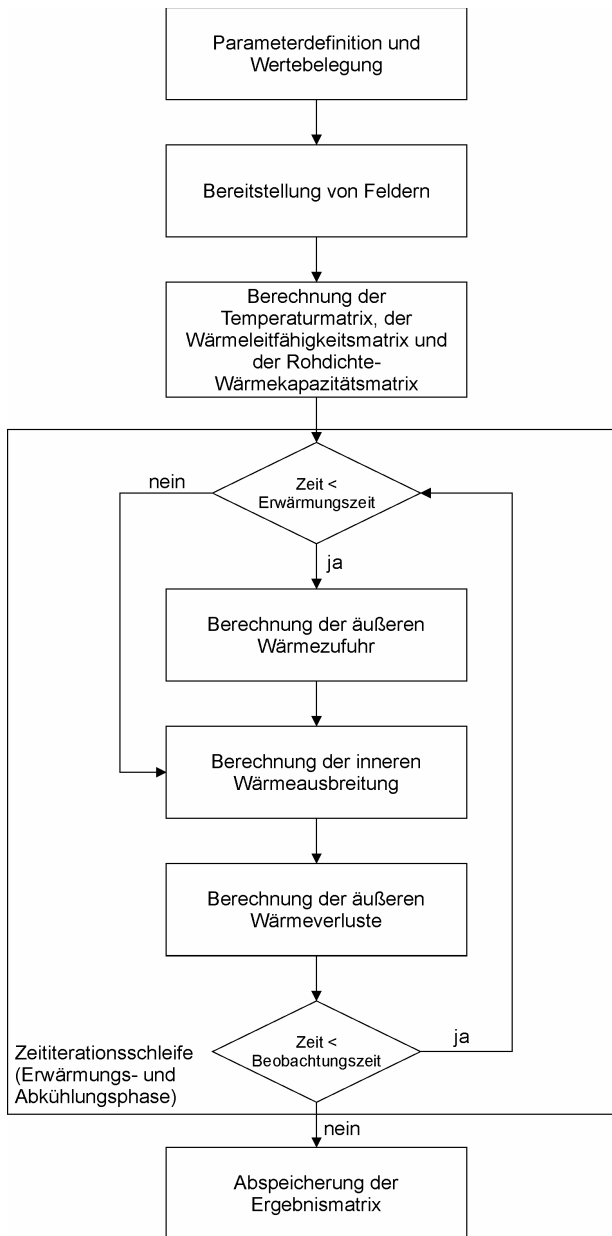 Parameterdefinition und
Wertebelegung
Bereitstellung von Feldern
Berechnung der
Temperaturmatrix, der
Wärmeleitfähigkeitsmatrix und
der Rohdichte-
Wärmekapazitätsmatrix
Zeit <
Erwärmungszeit
nein
ja
Berechnung der äußeren
Wärmezufuhr
Berechnung der inneren
Wärmeausbreitung
Berechnung der äußeren
Wärmeverluste
Zeit <
Beobachtungszeit
ja
Zeititerationsschleife
(Erwärmungs- und
Abkühlungsphase)
nein
Abspeicherung der
Ergebnismatrix